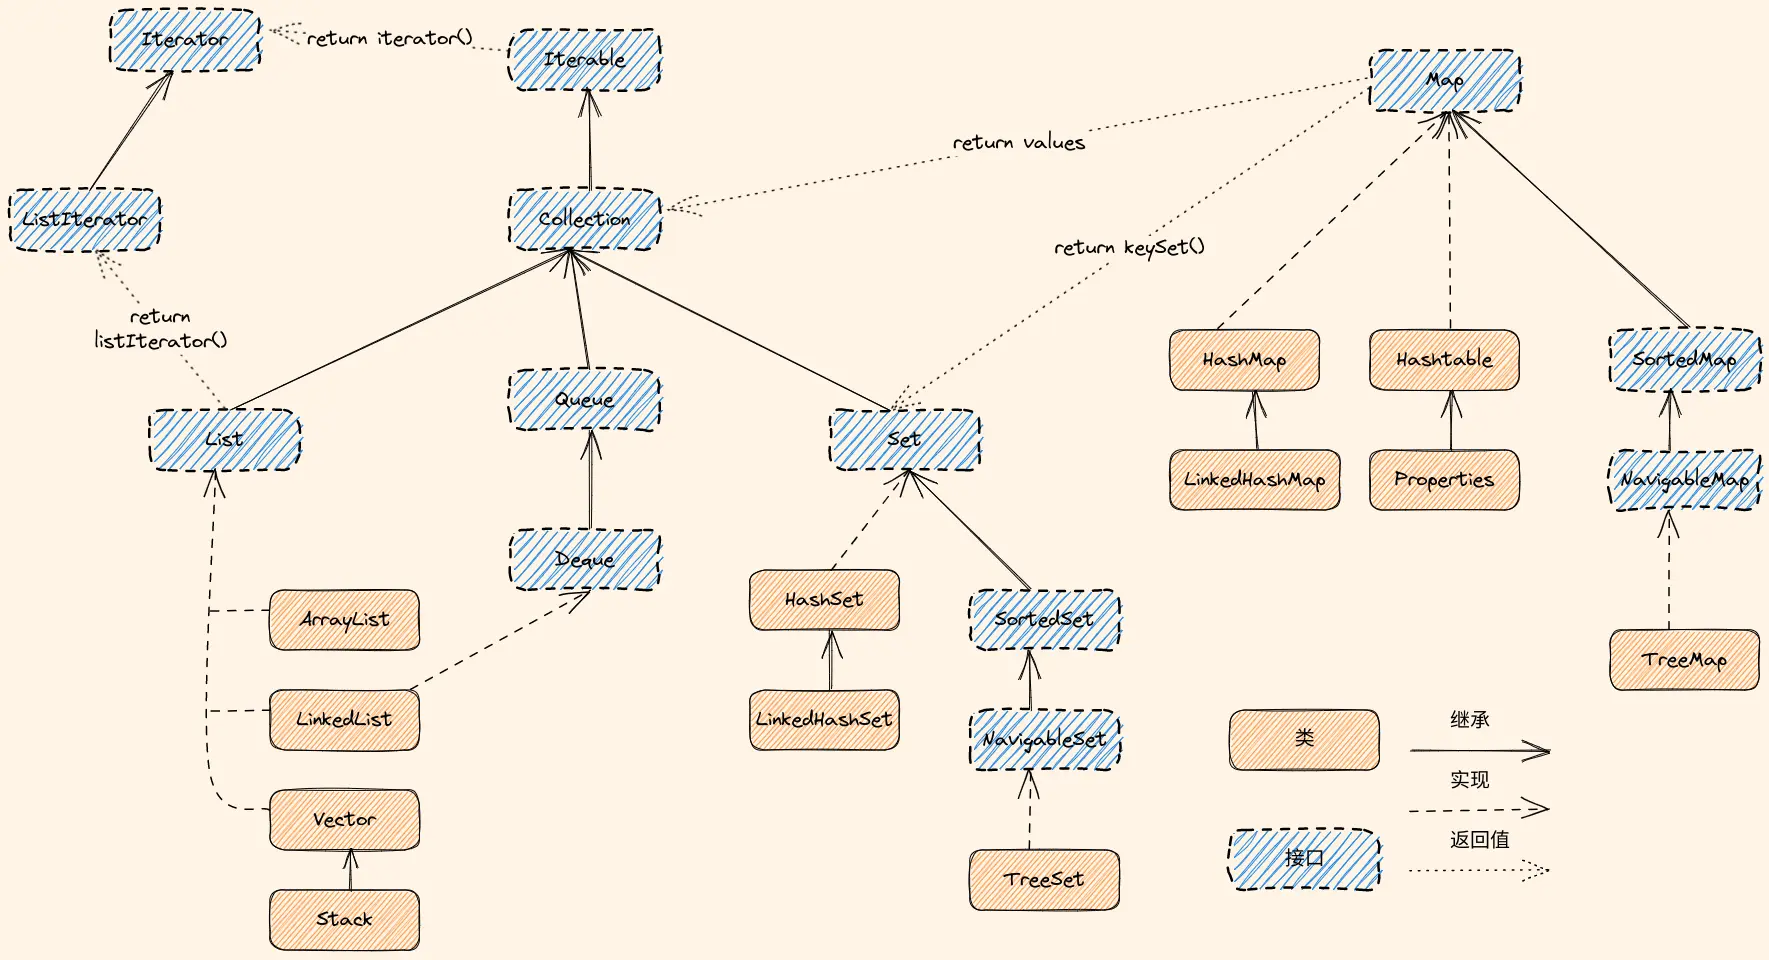 Iterator
return iterator()
Iterable
Map
return values
ListIterator
Collection
return keySet()
return
listIterator()
HashMap
Hashtable
SortedMap
Queue
List
Set
LinkedHashMap
Properties
NavigableMap
Deque
HashSet
ArrayList
SortedSet
TreeMap
LinkedList
LinkedHashSet
NavigableSet
类
继承
实现
Vector
返回值
接口
TreeSet
Stack